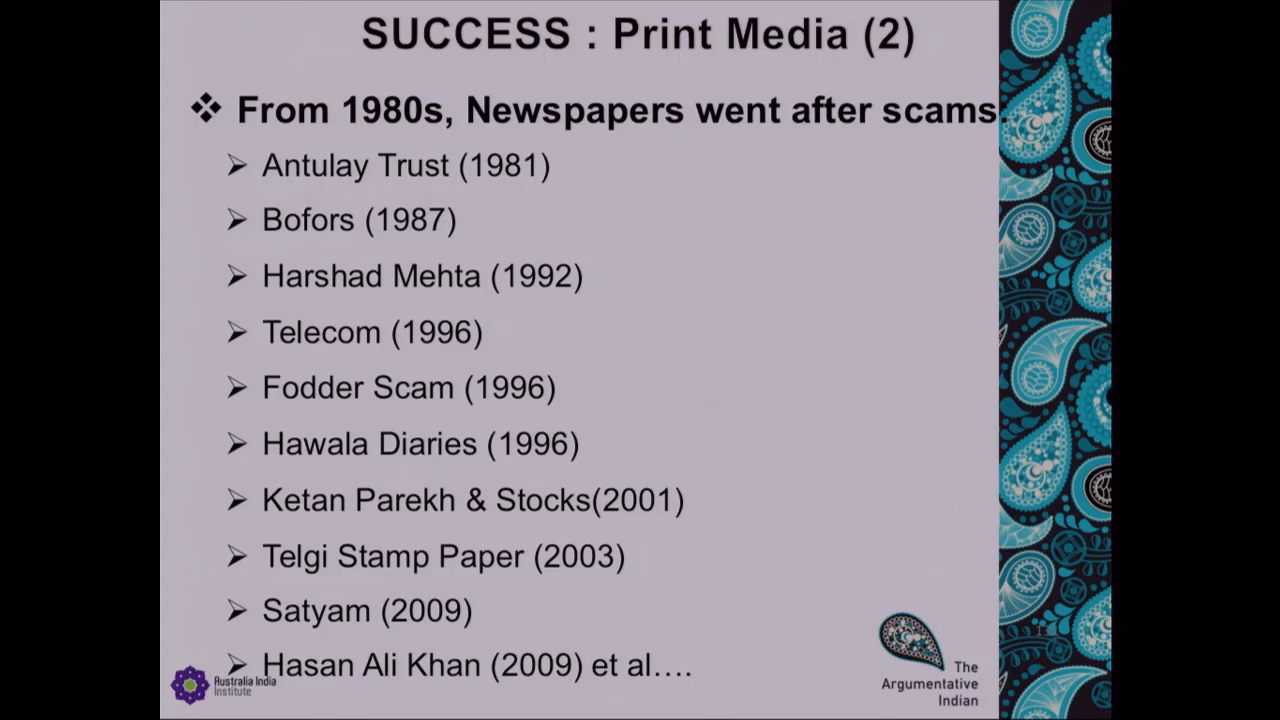 SUCCESS : Print Media (2)
❖ From 1980s, Newspapers went after scams.
➢ Antulay Trust (1981)
➢ Bofors (1987)
➢ Harshad Mehta (1992)
➢ Telecom (1996)
➢ Fodder Scam (1996)
➢ Hawala Diaries (1996)
➢ Ketan Parekh & Stocks(2001)
➢ Telgi Stamp Paper (2003)
➢ Satyam (2009)
➢ Hasan Ali Khan (2009) et al….
Australia India
Institute
The
Argumentative
Indian